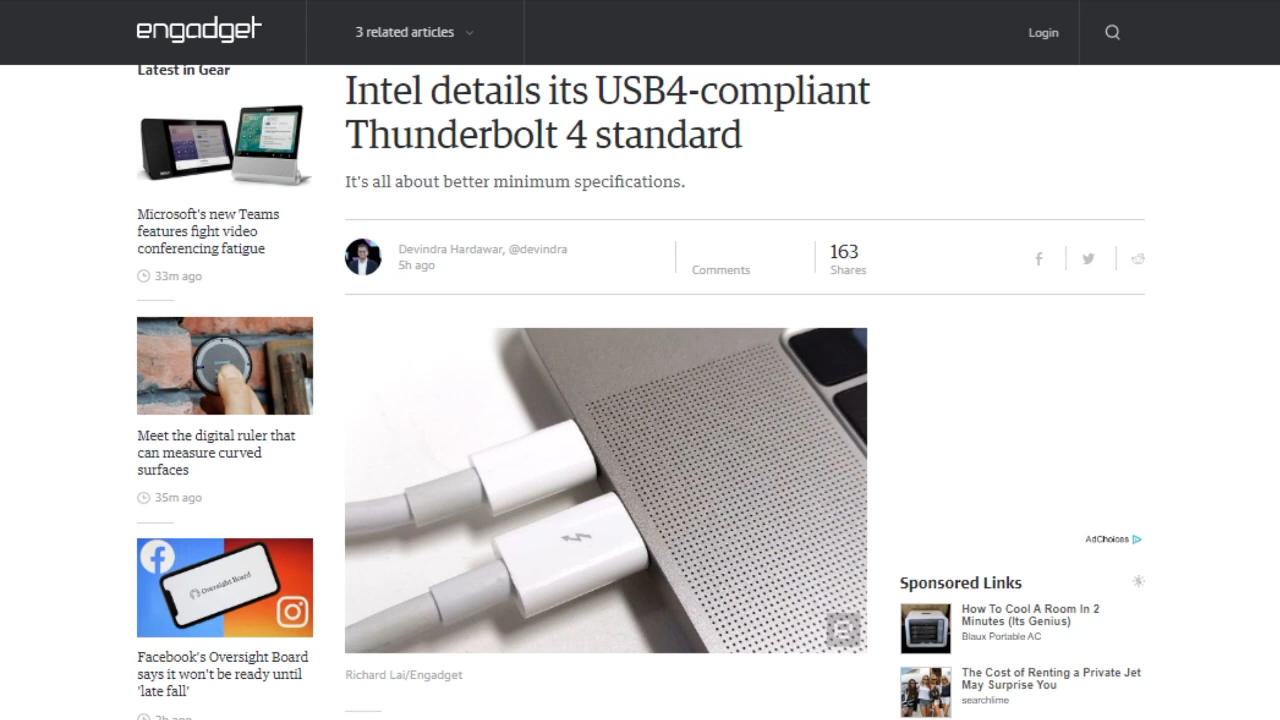 engadget
3 related articles
Login
Latest in Gear
Microsoft's new Teams
features fight video
conferencing fatigue
33m ago
Meet the digital ruler that
can measure curved
surfaces
35m ago
Oversight Board
Facebook's Oversight Board
says it won't be ready until
'late fall'
2h ago
Intel details its USB4-compliant
Thunderbolt 4 standard
It's all about better minimum specifications.
Devindra Hardawar, @devindra
5h ago
Comments
163
Shares
Richard Lai/Engadget
AdChoices
Sponsored Links
How To Cool A Room In 2
Minutes (Its Genius)
Blaux Portable AC
The Cost of Renting a Private Jet
May Surprise You
searchlime